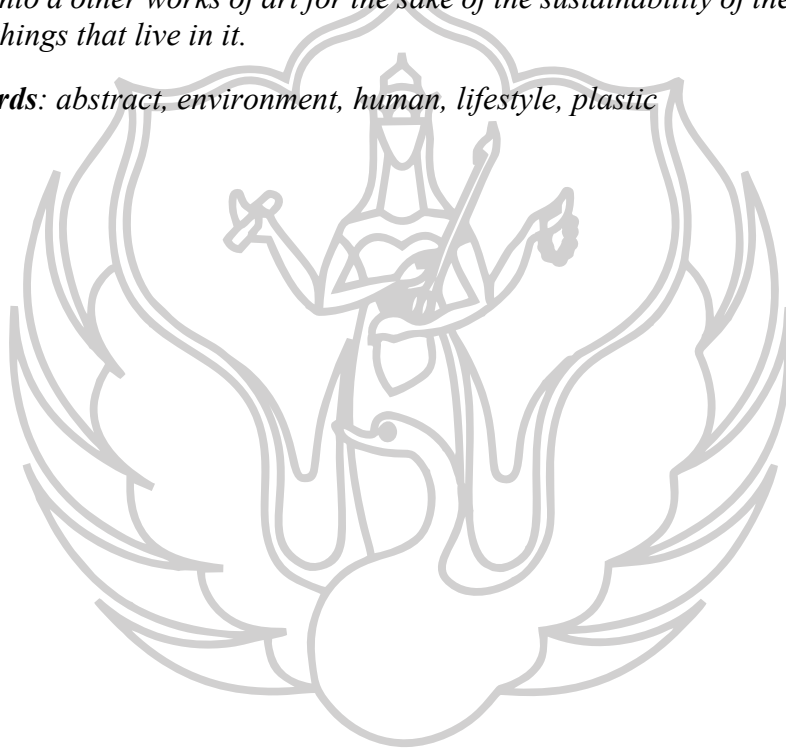 into a other works of art for the sake of the sustainability of the
things that live in it.
rds: abstract, environment, human, lifestyle, plastic